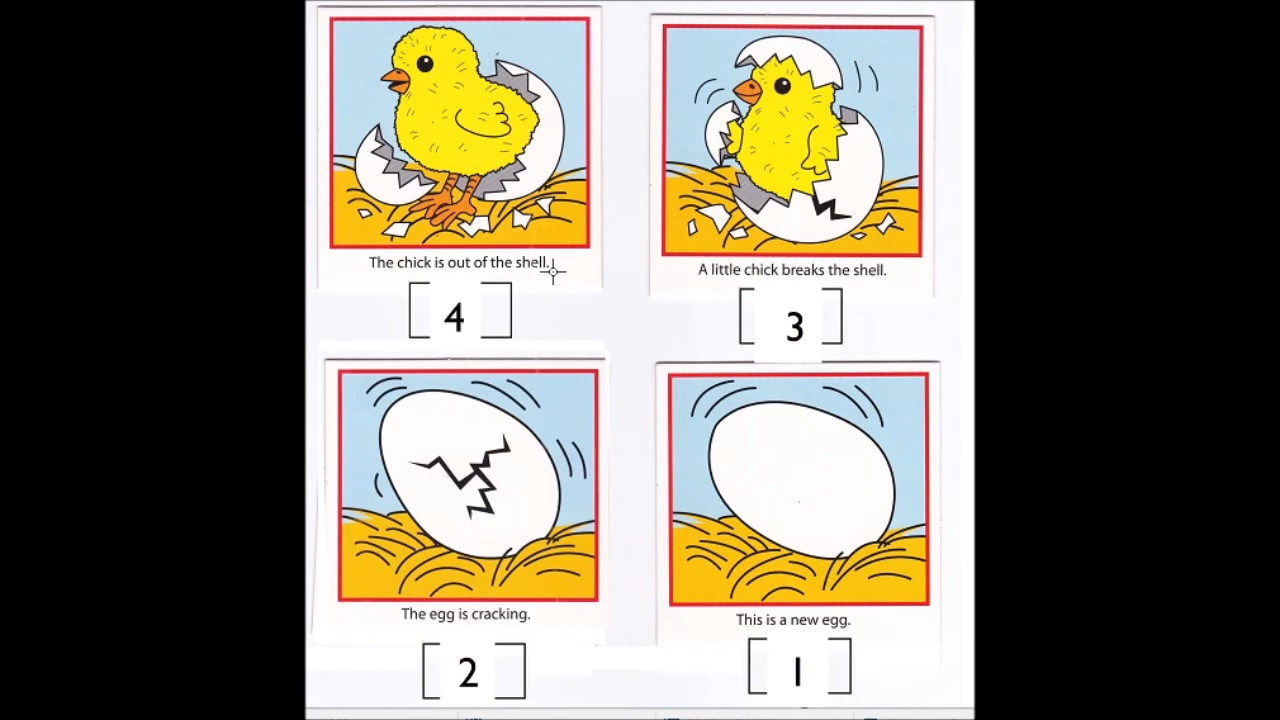 The chick is out of the shell.
A little chick breaks the shell.
[ 4 ]
[ 3 ]
The egg is cracking.
This is a new egg.
[ 2 ]
[ 1 ]